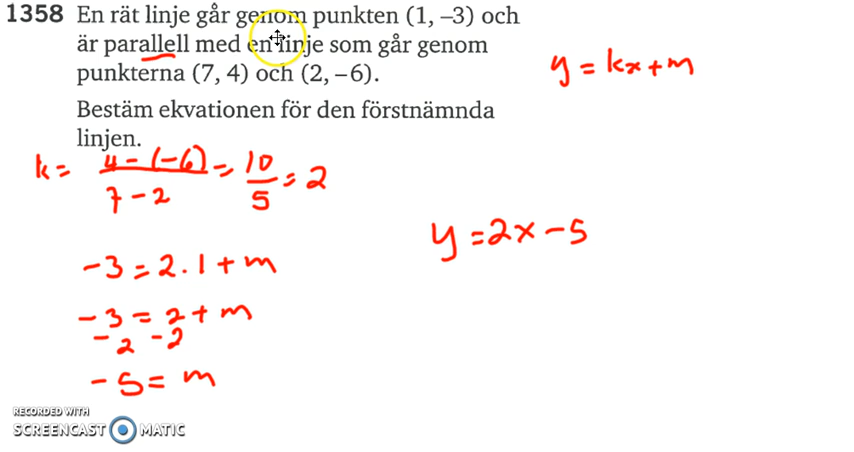 1358 En rät linje går genom punkten (1, –3) och
är parallell med en linje som går genom
punkterna (7, 4) och (2, –6).
Bestäm ekvationen för den förstnämnda
linjen.
y = kx + m
k = 4 - (-6) / 7 - 2 = 10 / 5 = 2
y = 2x - 5
-3 = 2 · 1 + m
-3 = 2 + m
-2 -2
-5 = m
RECORDED WITH
SCREENCAST MATIC